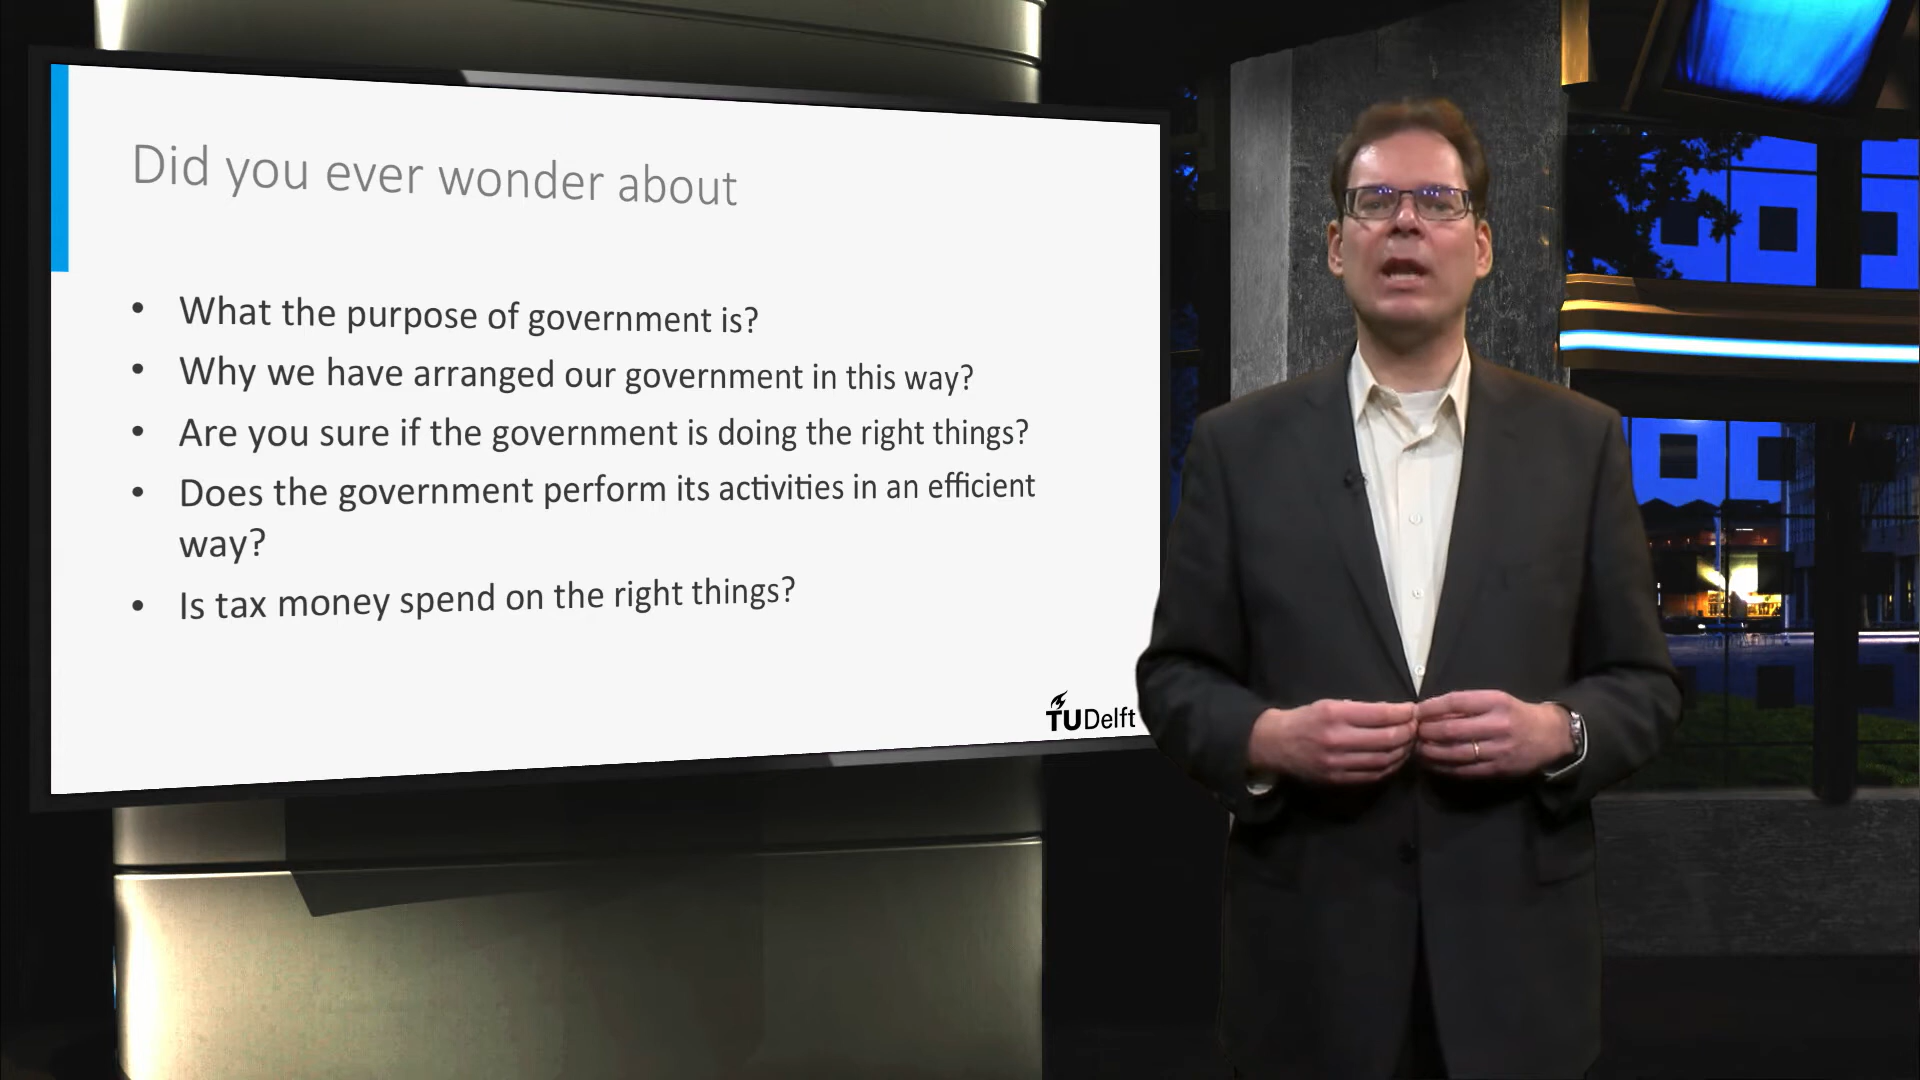 Did you ever wonder about
• What the purpose of government is?
• Why we have arranged our government in this way?
• Are you sure if the government is doing the right things?
• Does the government perform its activities in an efficient
way?
• Is tax money spend on the right things?
TUDelft